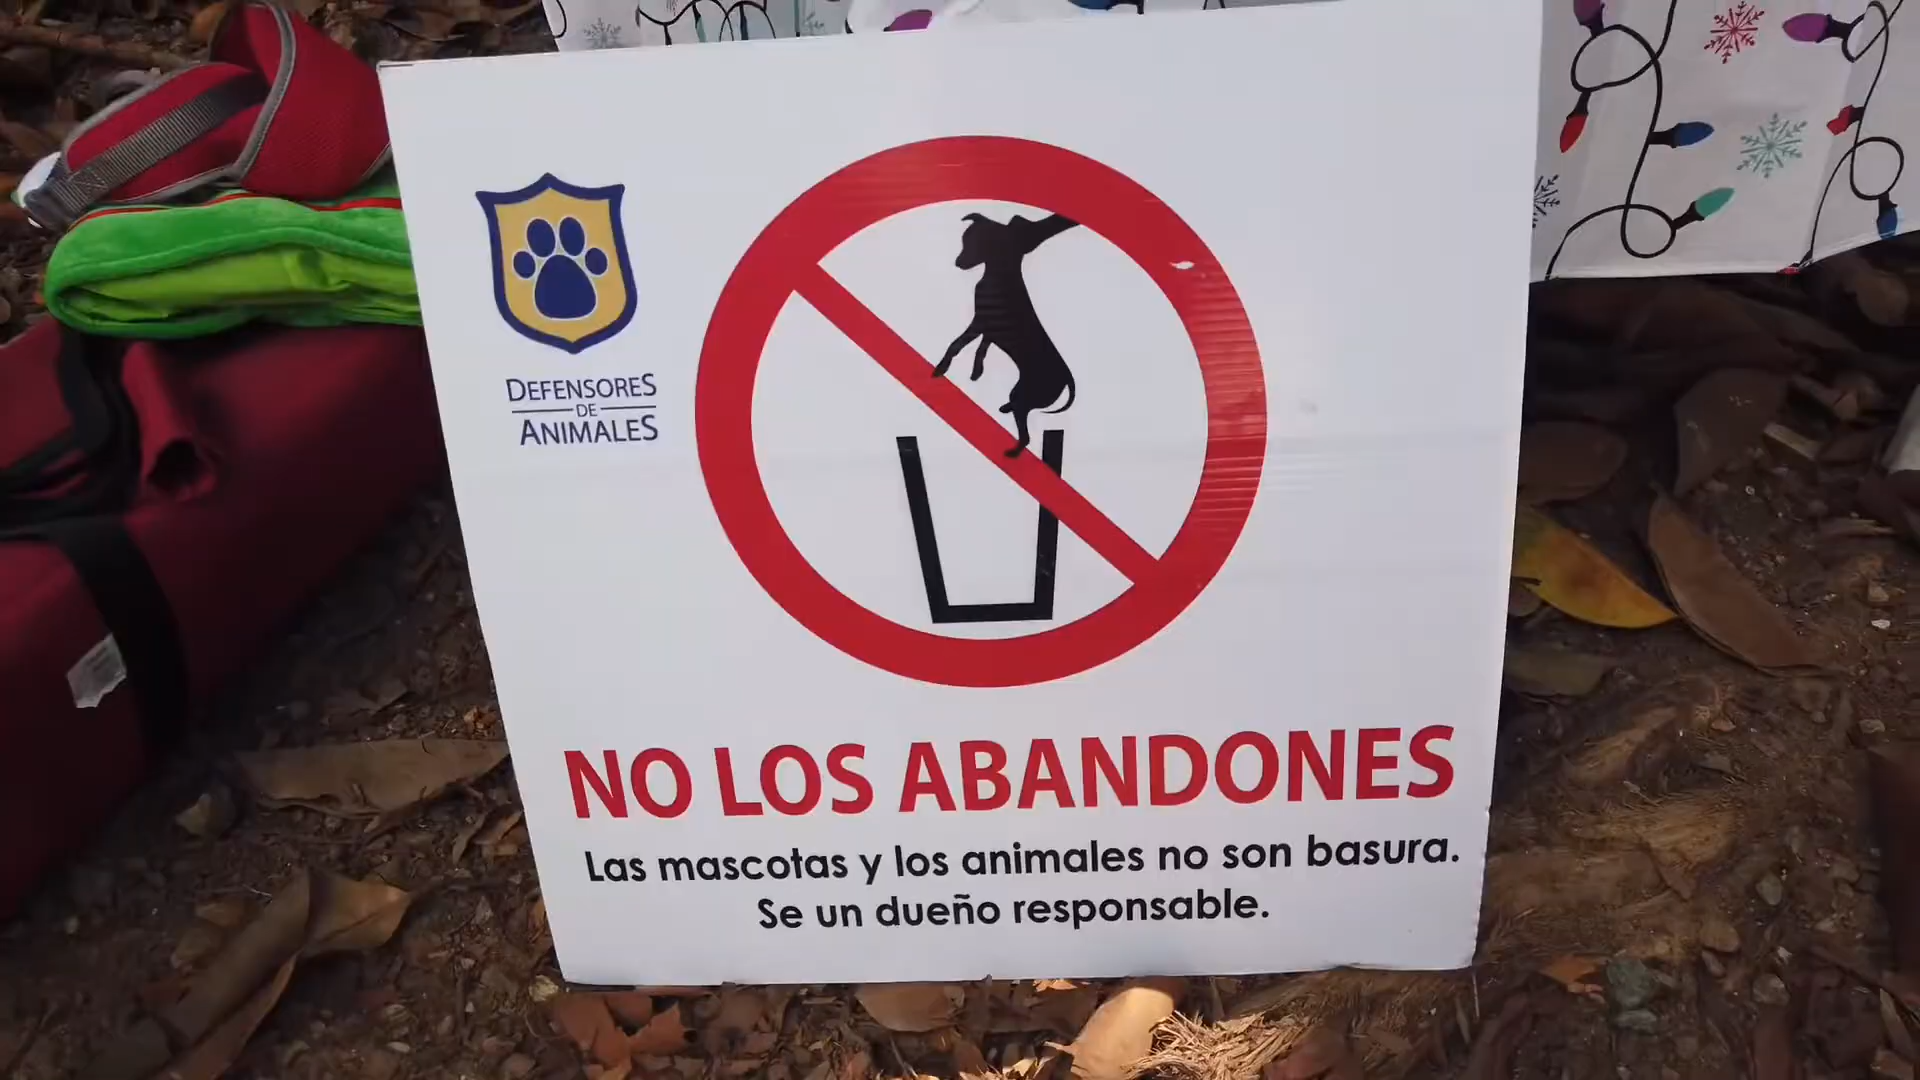 DEFENSORES
DE
ANIMALES
NO LOS ABANDONES
Las mascotas y los animales no son basura.
Se un dueño responsable.